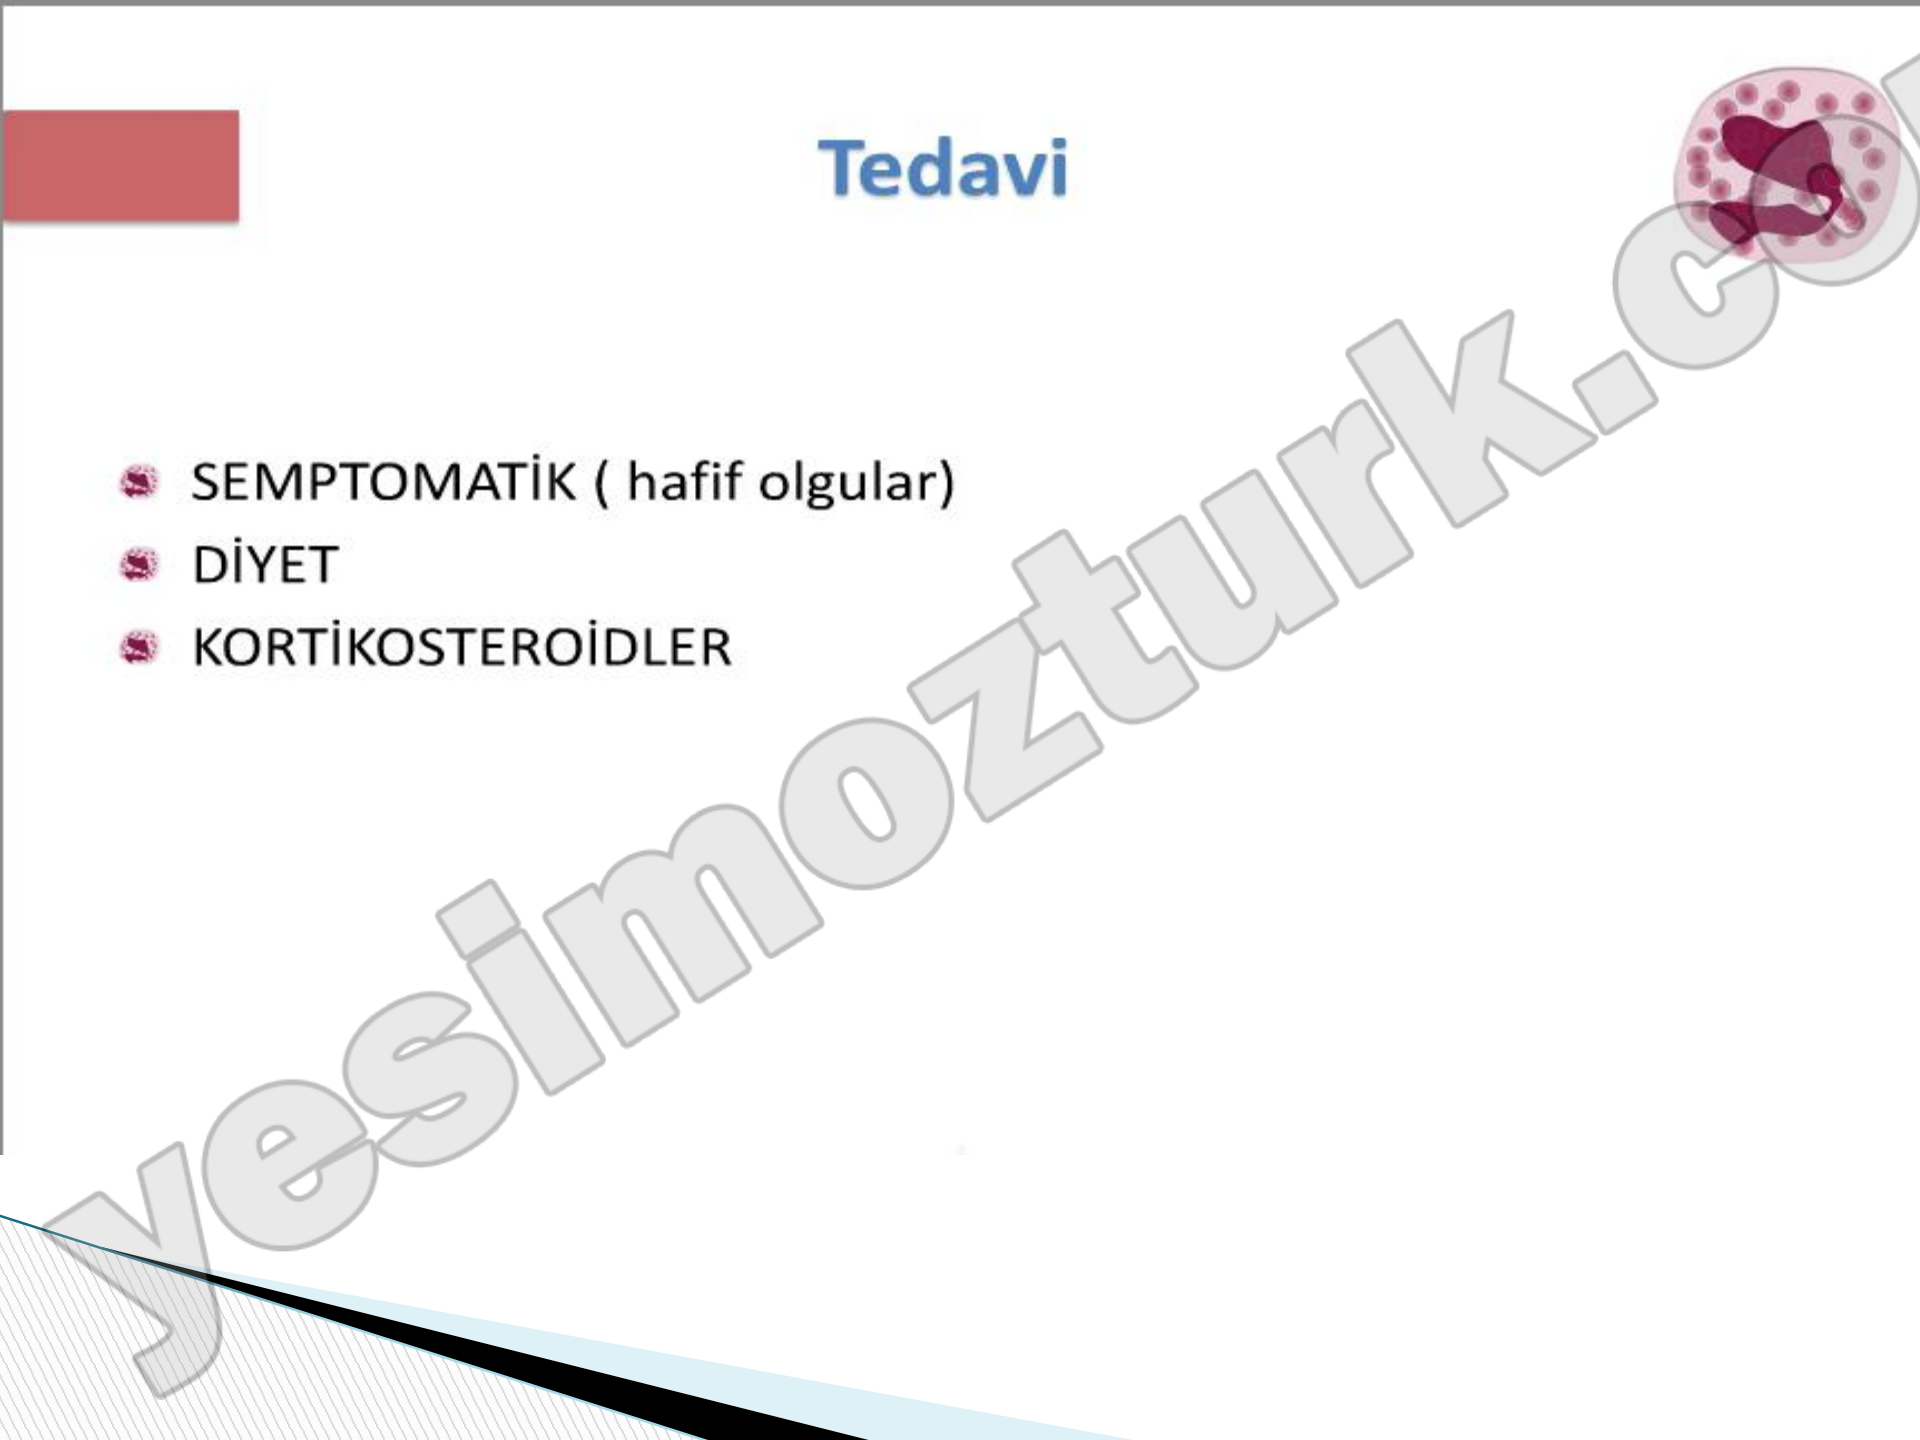 Tedavi
SEMPTOMATİK ( hafif olgular)
DİYET
KORTİKOSTEROİDLER
yesimozturk.co